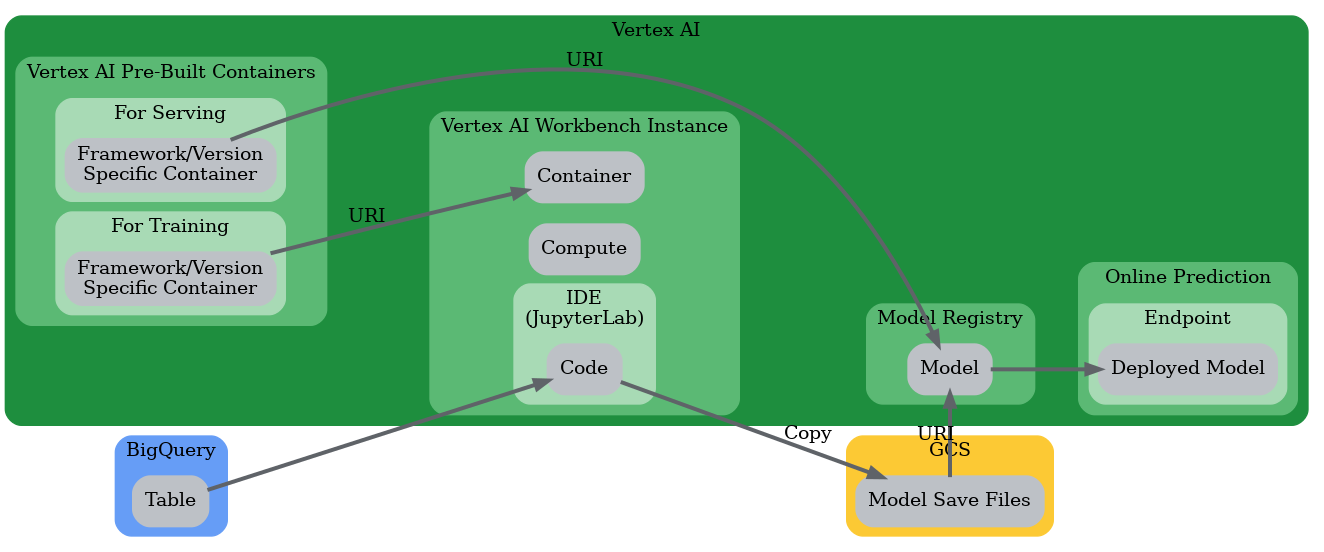 Vertex AI
Vertex AI Pre-Built Containers
For Serving
Framework/Version
Specific Container
For Training
Framework/Version
Specific Container
URI
URI
Vertex AI Workbench Instance
Container
Compute
IDE
(JupyterLab)
Code
Model Registry
Model
Online Prediction
Endpoint
Deployed Model
BigQuery
Table
Copy
URI
GCS
Model Save Files